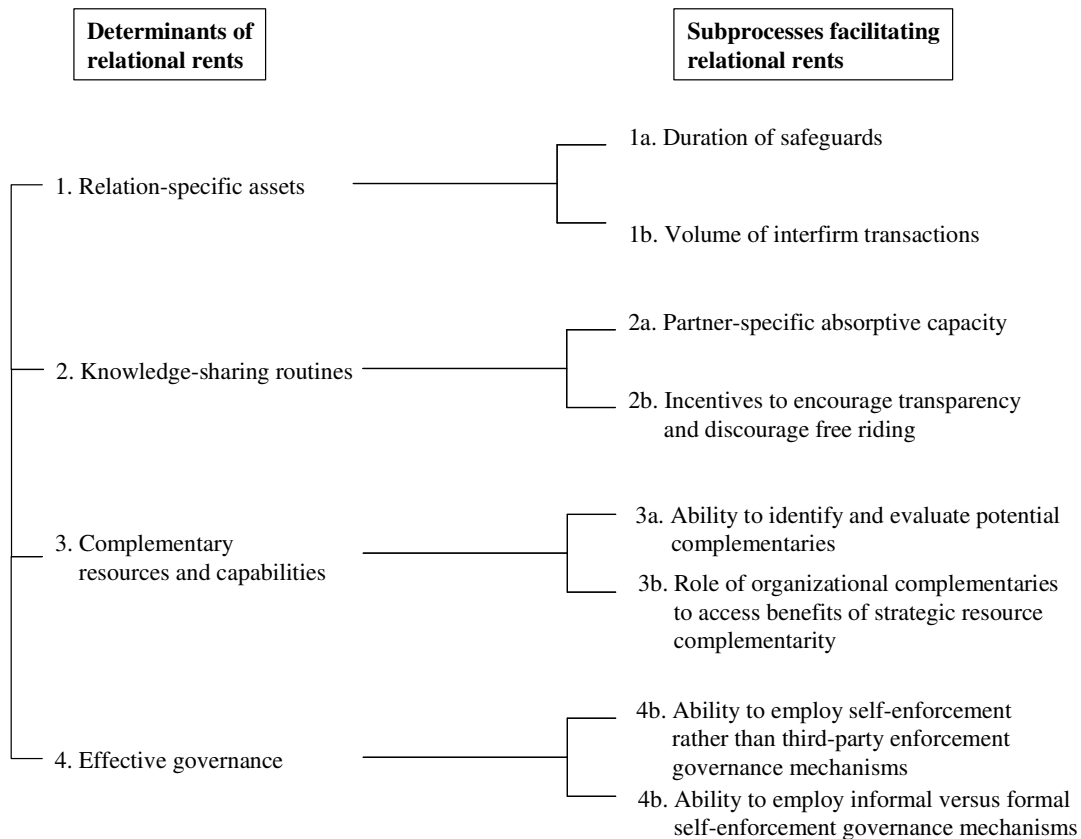 Determinants of
relational rents
Subprocesses facilitating
relational rents
1. Relation-specific assets
1a. Duration of safeguards
1b. Volume of interfirm transactions
2. Knowledge-sharing routines
2a. Partner-specific absorptive capacity
2b. Incentives to encourage transparency
and discourage free riding
3. Complementary
resources and capabilities
3a. Ability to identify and evaluate potential
complementaries
3b. Role of organizational complementaries
to access benefits of strategic resource
complementarity
4. Effective governance
4b. Ability to employ self-enforcement
rather than third-party enforcement
governance mechanisms
4b. Ability to employ informal versus formal
self-enforcement governance mechanisms